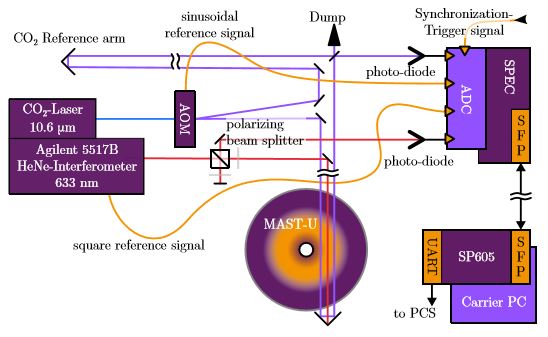 sinusoidal
reference signal
Dump
Synchronization-
Trigger signal
CO₂ Reference arm
photo-diode
ADC
SPEC
SFP
CO₂-Laser
10.6 µm
AOM
Agilent 5517B
HeNe-Interferometer
633 nm
polarizing
beam splitter
photo-diode
square reference signal
MAST-U
UART
SP605
SFP
Carrier PC
to PCS